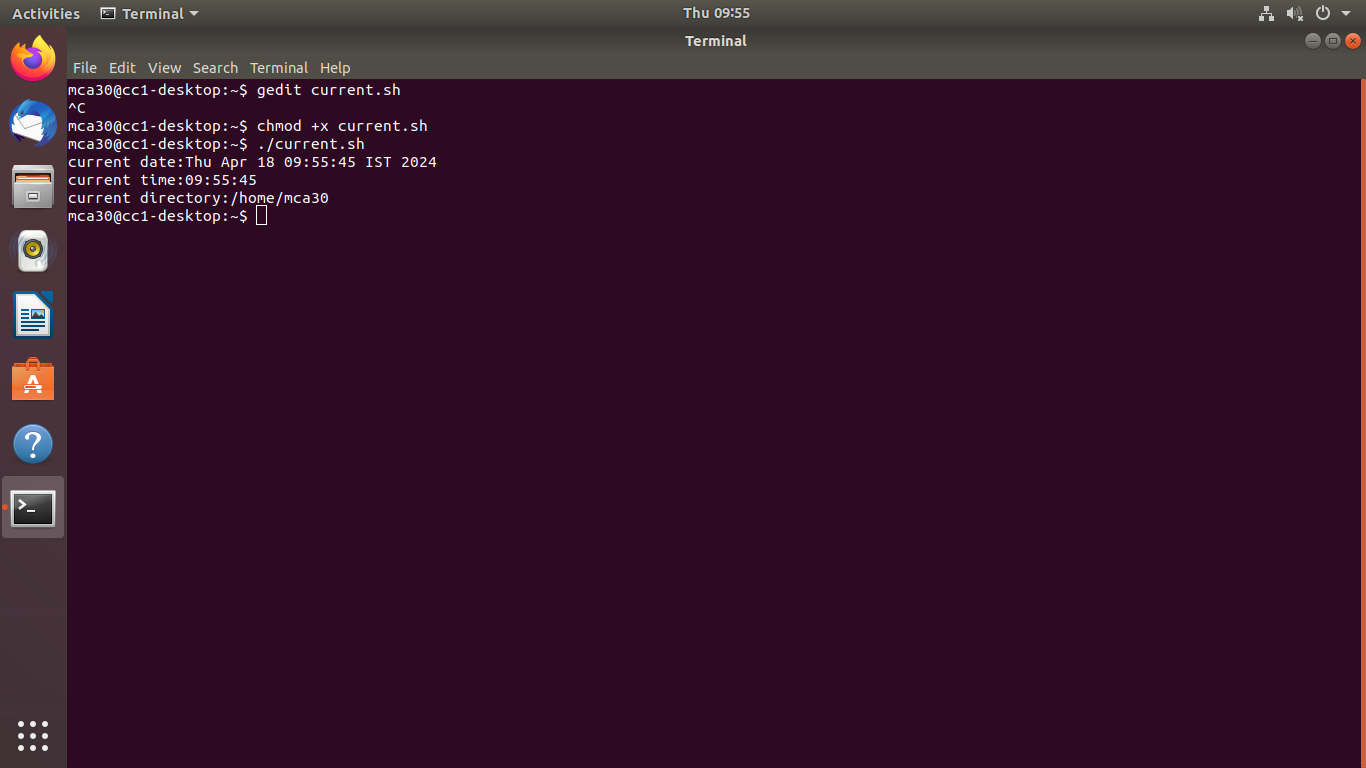 Activities Terminal Thu 09:55
Terminal
File Edit View Search Terminal Help
mca30@cc1-desktop:~$ gedit current.sh
^C
mca30@cc1-desktop:~$ chmod +x current.sh
mca30@cc1-desktop:~$ ./current.sh
current date:Thu Apr 18 09:55:45 IST 2024
current time:09:55:45
current directory:/home/mca30
mca30@cc1-desktop:~$